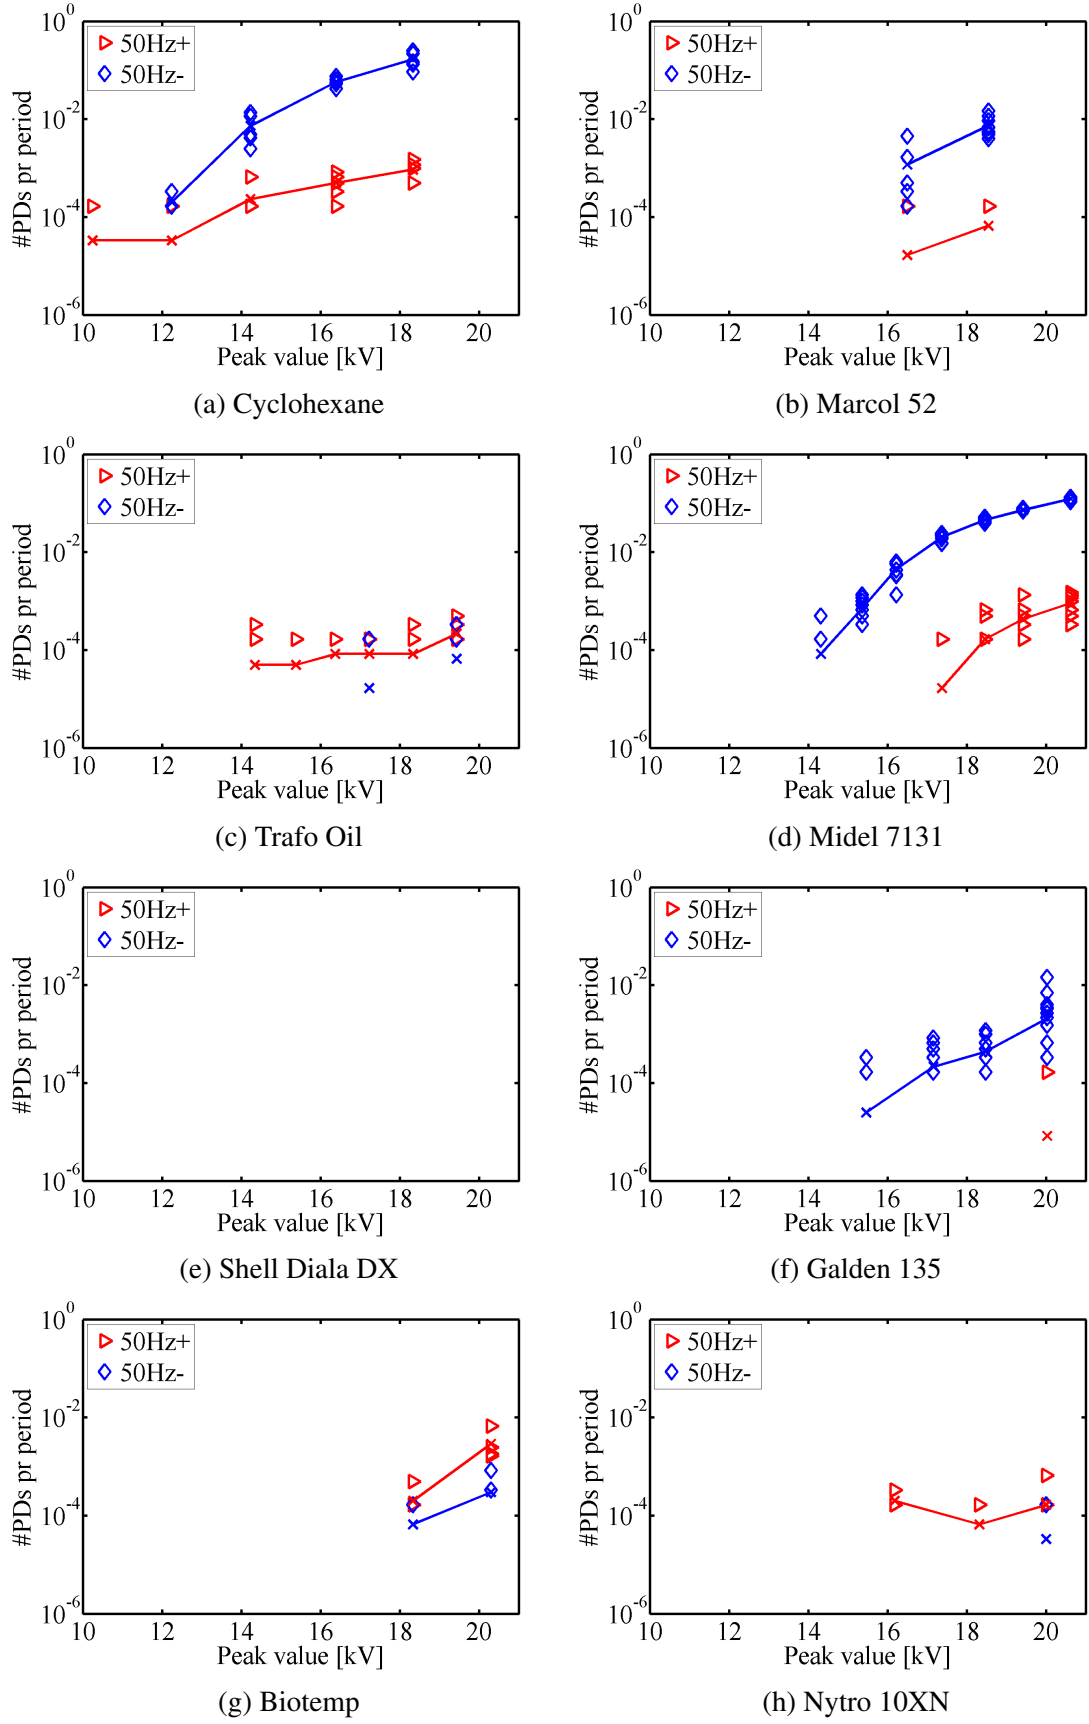 10^0
10^-2
10^-4
10^-6
#PDs pr period
50Hz+
50Hz-
10 12 14 16 18 20
Peak value [kV]
(a) Cyclohexane
10^0
10^-2
10^-4
10^-6
#PDs pr period
50Hz+
50Hz-
10 12 14 16 18 20
Peak value [kV]
(b) Marcol 52
10^0
10^-2
10^-4
10^-6
#PDs pr period
50Hz+
50Hz-
10 12 14 16 18 20
Peak value [kV]
(c) Trafo Oil
10^0
10^-2
10^-4
10^-6
#PDs pr period
50Hz+
50Hz-
10 12 14 16 18 20
Peak value [kV]
(d) Midel 7131
10^0
10^-2
10^-4
10^-6
#PDs pr period
50Hz+
50Hz-
10 12 14 16 18 20
Peak value [kV]
(e) Shell Diala DX
10^0
10^-2
10^-4
10^-6
#PDs pr period
50Hz+
50Hz-
10 12 14 16 18 20
Peak value [kV]
(f) Galden 135
10^0
10^-2
10^-4
10^-6
#PDs pr period
50Hz+
50Hz-
10 12 14 16 18 20
Peak value [kV]
(g) Biotemp
10^0
10^-2
10^-4
10^-6
#PDs pr period
50Hz+
50Hz-
10 12 14 16 18 20
Peak value [kV]
(h) Nytro 10XN